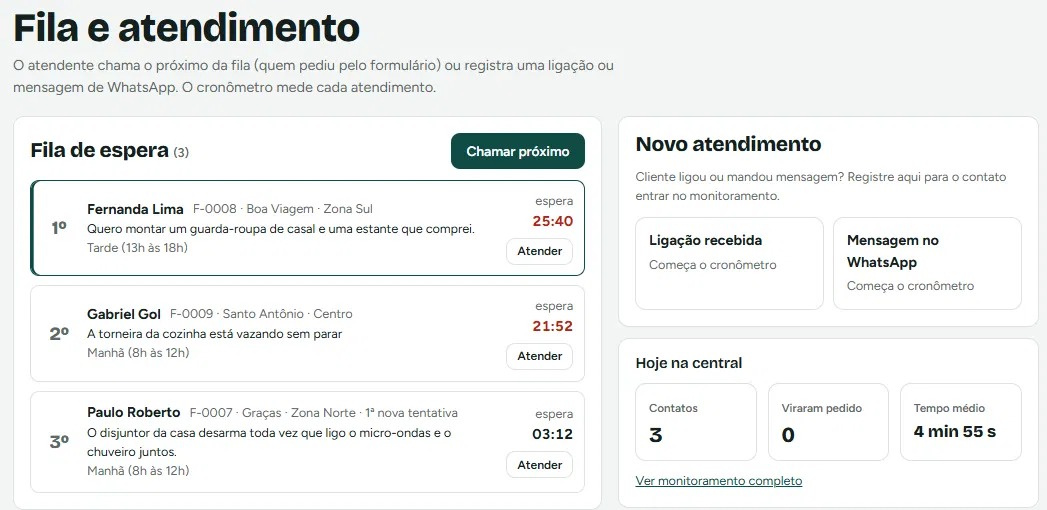 Fila e atendimento
O atendente chama o próximo da fila (quem pediu pelo formulário) ou registra uma ligação ou
mensagem de WhatsApp. O cronômetro mede cada atendimento.
Fila de espera (3)
Chamar próximo
1º
Fernanda Lima F-0008 · Boa Viagem · Zona Sul
Quero montar um guarda-roupa de casal e uma estante que comprei.
Tarde (13h às 18h)
espera
25:40
Atender
2º
Gabriel Gol F-0009 · Santo Antônio · Centro
A torneira da cozinha está vazando sem parar
Manhã (8h às 12h)
espera
21:52
Atender
3º
Paulo Roberto F-0007 · Graças · Zona Norte · 1ª nova tentativa
O disjuntor da casa desarma toda vez que ligo o micro-ondas e o
chuveiro juntos.
Manhã (8h às 12h)
espera
03:12
Atender
Novo atendimento
Cliente ligou ou mandou mensagem? Registre aqui para o contato
entrar no monitoramento.
Ligação recebida
Começa o cronômetro
Mensagem no
WhatsApp
Começa o cronômetro
Hoje na central
Contatos
3
Viraram pedido
0
Tempo médio
4 min 55 s
Ver monitoramento completo